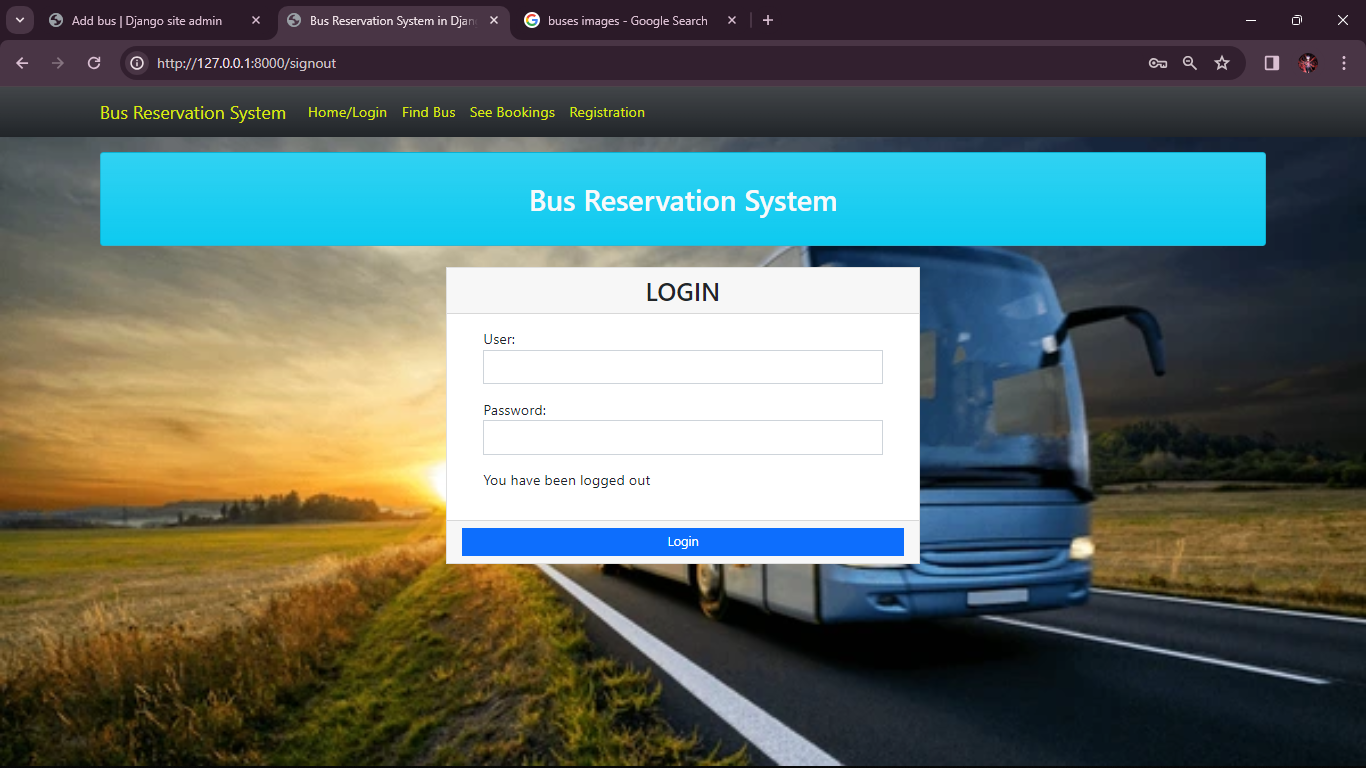 Add bus | Django site admin
Bus Reservation System in Djan
buses images - Google Search
http://127.0.0.1:8000/signout
Bus Reservation System Home/Login Find Bus See Bookings Registration
Bus Reservation System
LOGIN
User:
Password:
You have been logged out
Login